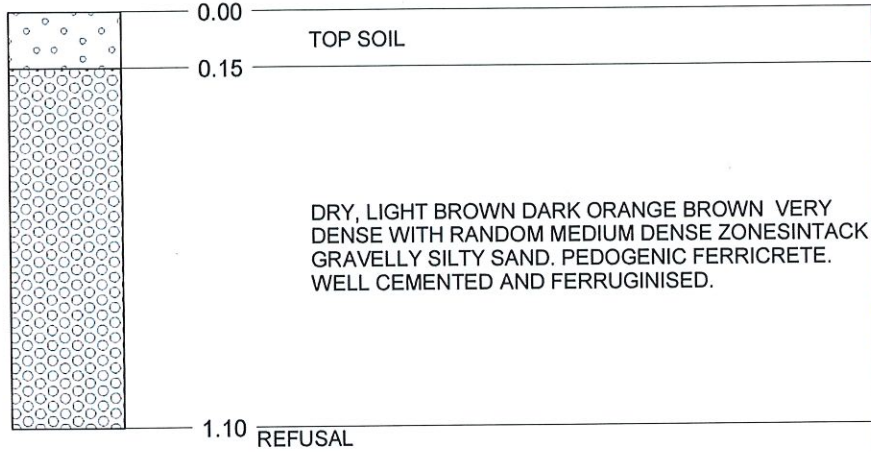 0.00
TOP SOIL
0.15
DRY, LIGHT BROWN DARK ORANGE BROWN VERY
DENSE WITH RANDOM MEDIUM DENSE ZONESINTACK
GRAVELLY SILTY SAND. PEDOGENIC FERRICRETE.
WELL CEMENTED AND FERRUGINISED.
1.10
REFUSAL